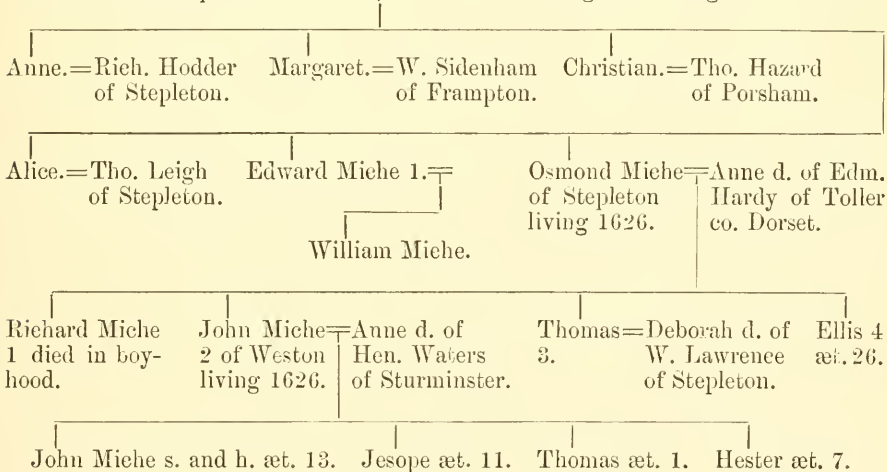 Anne.=Rich. Hodder Margaret.=W. Sidenham Christian.=Tho. Hazard
of Stepleton. of Frampton. of Porsham.
Alice.=Tho. Leigh Edward Miche 1.= Osmond Miche=Anne d. of Edm.
of Stepleton. of Stepleton Hardy of Toller
living 1626. co. Dorset.
William Miche.
Richard Miche John Miche=Anne d. of Thomas=Deborah d. of Ellis 4
1 died in boy- 2 of Weston Hen. Waters 3. W. Lawrence æt. 26.
hood. living 1626. of Sturminster. of Stepleton.
John Miche s. and h. æt. 13. Jesope æt. 11. Thomas æt. 1. Hester æt. 7.